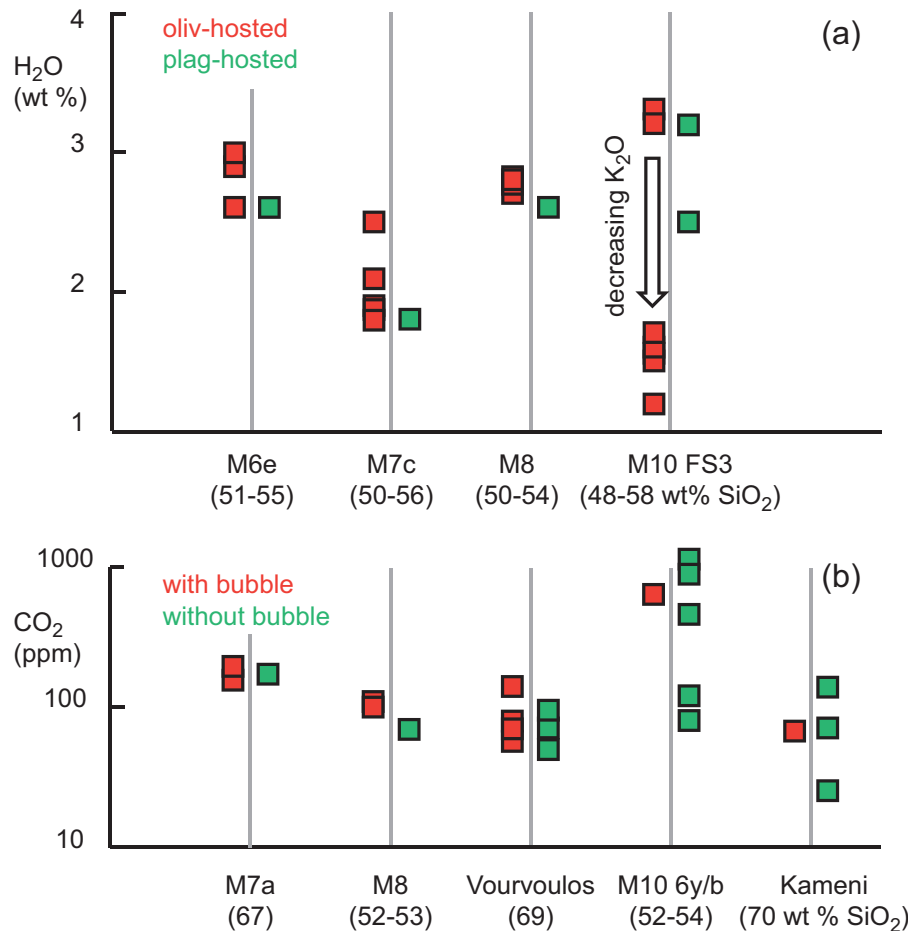 4
oliv-hosted
(a)
plag-hosted
H₂O
(wt %)
3
decreasing K₂O
2
1
M6e M7c M8 M10 FS3
(51-55) (50-56) (50-54) (48-58 wt% SiO₂)
1000
with bubble
(b)
without bubble
CO₂
(ppm)
100
10
M7a M8 Vourvoulos M10 6y/b Kameni
(67) (52-53) (69) (52-54) (70 wt % SiO₂)